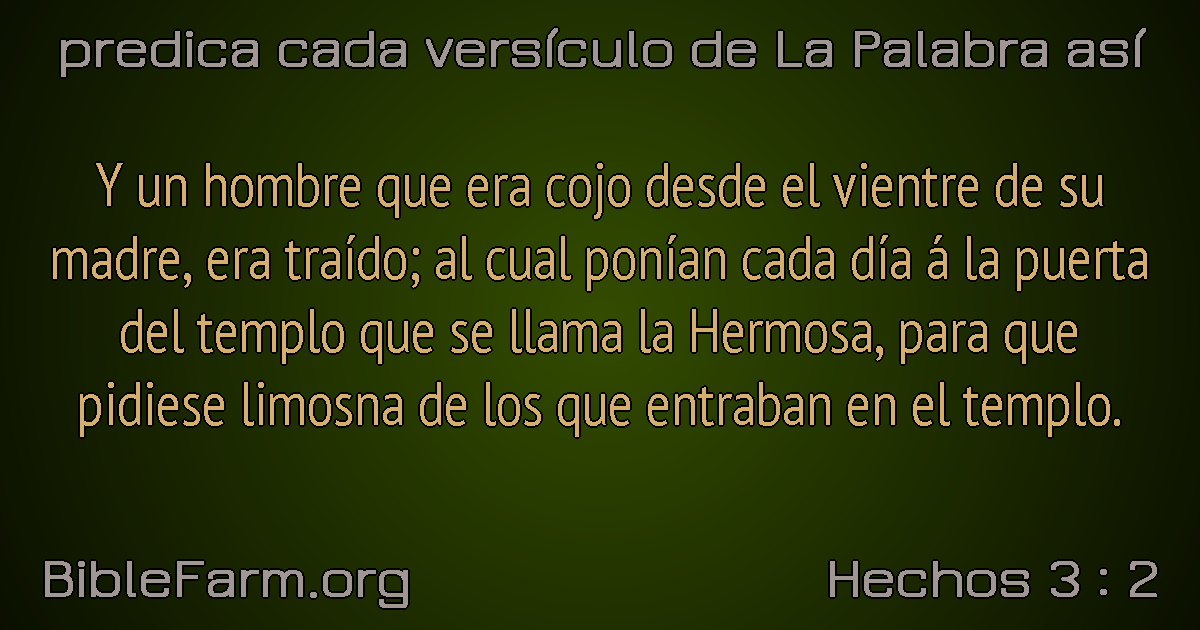 predica cada versículo de La Palabra así
Y un hombre que era cojo desde el vientre de su
madre, era traído; al cual ponían cada día á la puerta
del templo que se llama la Hermosa, para que
pidiese limosna de los que entraban en el templo.
BibleFarm.org
Hechos 3 : 2